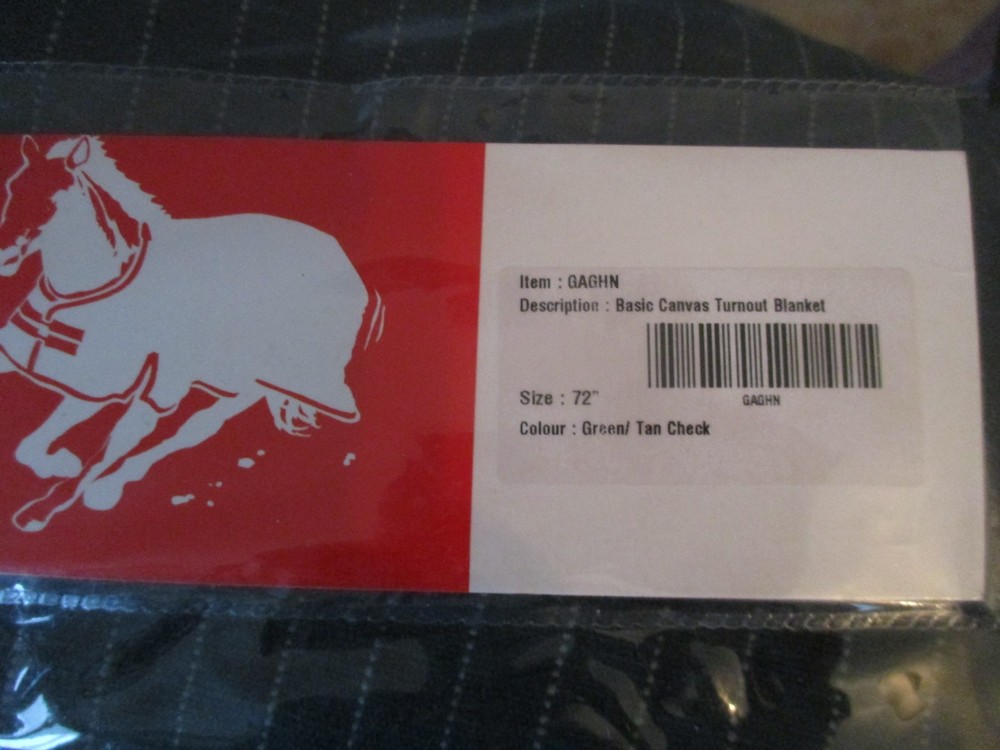 Item : GAGHN
Description : Basic Canvas Turnout Blanket
GAGHN
Size : 72"
Colour : Green/ Tan Check